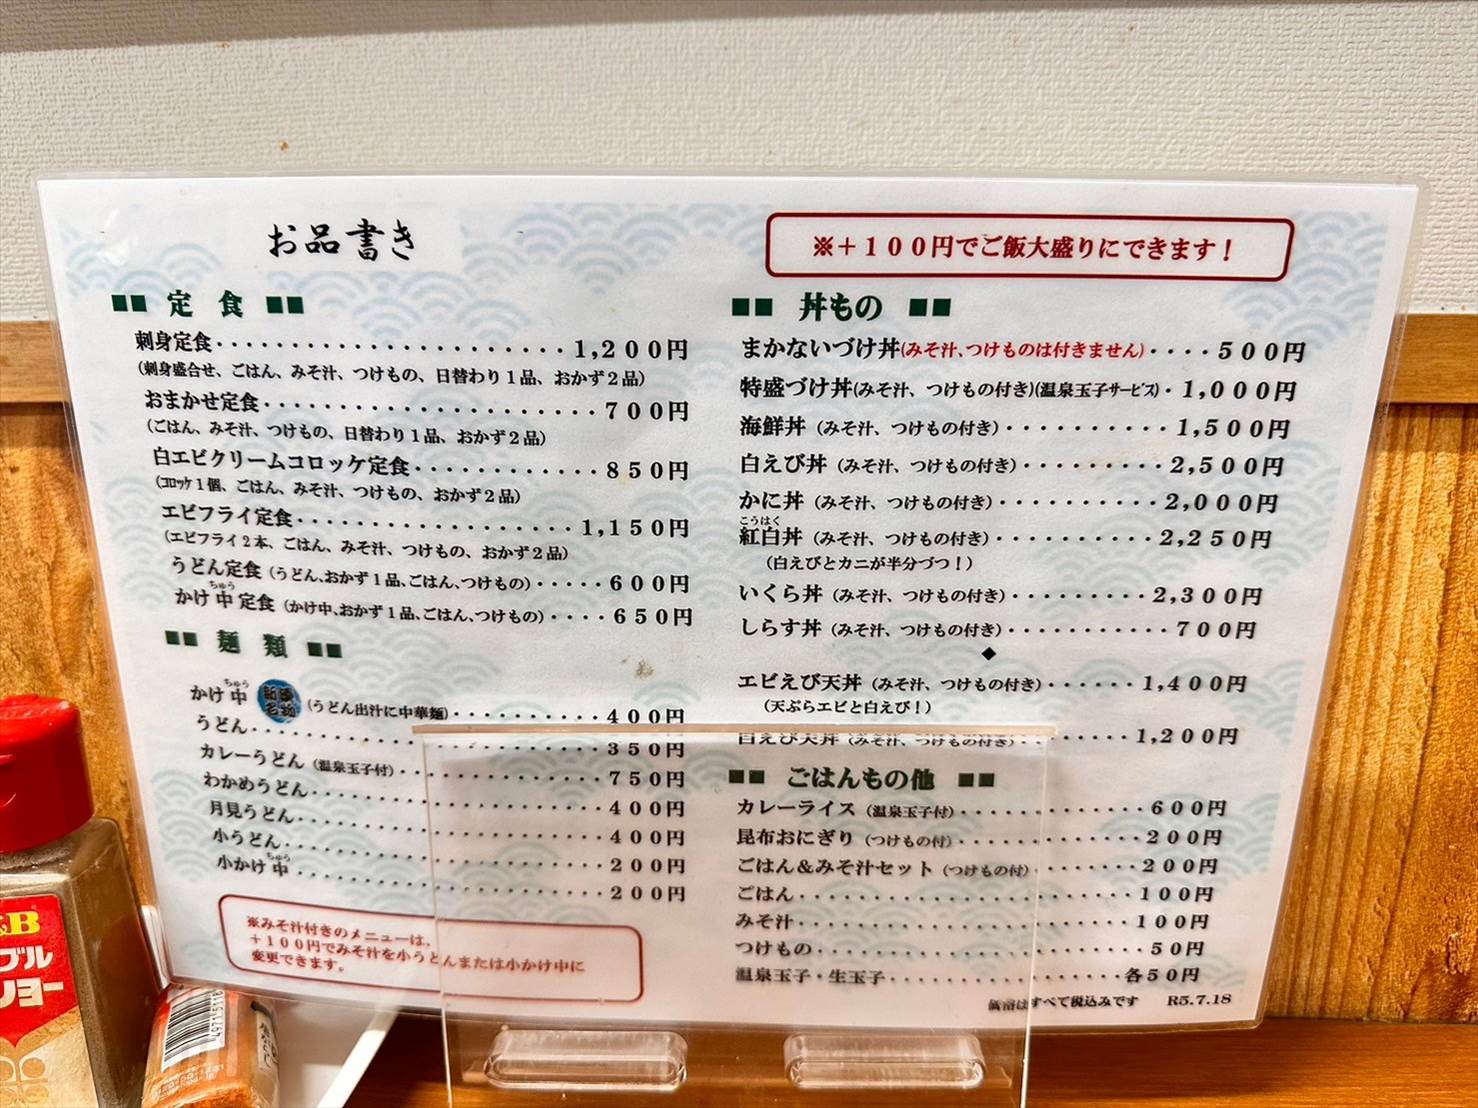 お品書き
※＋１００円でご飯大盛りにできます！
■■ 定 食 ■■
刺身定食・・・・・・・・・・・・・・・・・・・・・・１,２００円
(刺身盛合せ、ごはん、みそ汁、つけもの、日替わり１品、おかず２品)
おまかせ定食・・・・・・・・・・・・・・・・・・・・７００円
(ごはん、みそ汁、つけもの、日替わり１品、おかず２品)
白エビクリームコロッケ定食・・・・・・・・・・・・８５０円
(ｺﾛｯｹ１個、ごはん、みそ汁、つけもの、おかず２品)
エビフライ定食・・・・・・・・・・・・・・・・・・１,１５０円
(エビフライ２本、ごはん、みそ汁、つけもの、おかず２品)
うどん定食(うどん､おかず１品､ごはん､つけもの)・・・・・６００円
ちゅう
かけ中定食(かけ中､おかず１品､ごはん､つけもの)・・・・６５０円
■■ 麺 類 ■■
ちゅう
かけ中 新湊名物 (うどん出汁に中華麺)・・・・・・・・・・４００円
うどん・・・・・・・・・・・・・・・・・・・・・３５０円
カレーうどん (温泉玉子付)・・・・・・・・・・・・・７５０円
わかめうどん・・・・・・・・・・・・・・・・・・・４００円
月見うどん・・・・・・・・・・・・・・・・・・・・４００円
小うどん・・・・・・・・・・・・・・・・・・・・・２００円
ちゅう
小かけ中・・・・・・・・・・・・・・・・・・・・・２００円
※みそ汁付きのメニューは、
＋１００円でみそ汁を小うどんまたは小かけ中に
変更できます。
■■ 丼もの ■■
まかないづけ丼(みそ汁､つけものは付きません)・・・・５００円
特盛づけ丼(みそ汁、つけもの付き)(温泉玉子ｻｰﾋﾞｽ)・１,０００円
海鮮丼 (みそ汁、つけもの付き)・・・・・・・・・・１,５００円
白えび丼 (みそ汁、つけもの付き)・・・・・・・・・２,５００円
かに丼 (みそ汁、つけもの付き)・・・・・・・・・・２,０００円
こうはく
紅白丼 (みそ汁、つけもの付き)・・・・・・・・・・２,２５０円
(白えびとカニが半分づつ！)
いくら丼 (みそ汁、つけもの付き)・・・・・・・・・２,３００円
しらす丼 (みそ汁、つけもの付き)・・・・・・・・・・・７００円
◆
エビえび天丼 (みそ汁、つけもの付き)・・・・・・・１,４００円
(天ぷらエビと白えび！)
白えび天丼 (みそ汁、つけもの付き)・・・・・・・・１,２００円
■■ ごはんもの他 ■■
カレーライス (温泉玉子付)・・・・・・・・・・・・・６００円
昆布おにぎり (つけもの付)・・・・・・・・・・・・・２００円
ごはん＆みそ汁セット (つけもの付)・・・・・・・・・２００円
ごはん・・・・・・・・・・・・・・・・・・・・・・１００円
みそ汁・・・・・・・・・・・・・・・・・・・・・・１００円
つけもの・・・・・・・・・・・・・・・・・・・・・・５０円
温泉玉子・生玉子・・・・・・・・・・・・・・・・各５０円
価格はすべて税込みです R5.7.18
&B